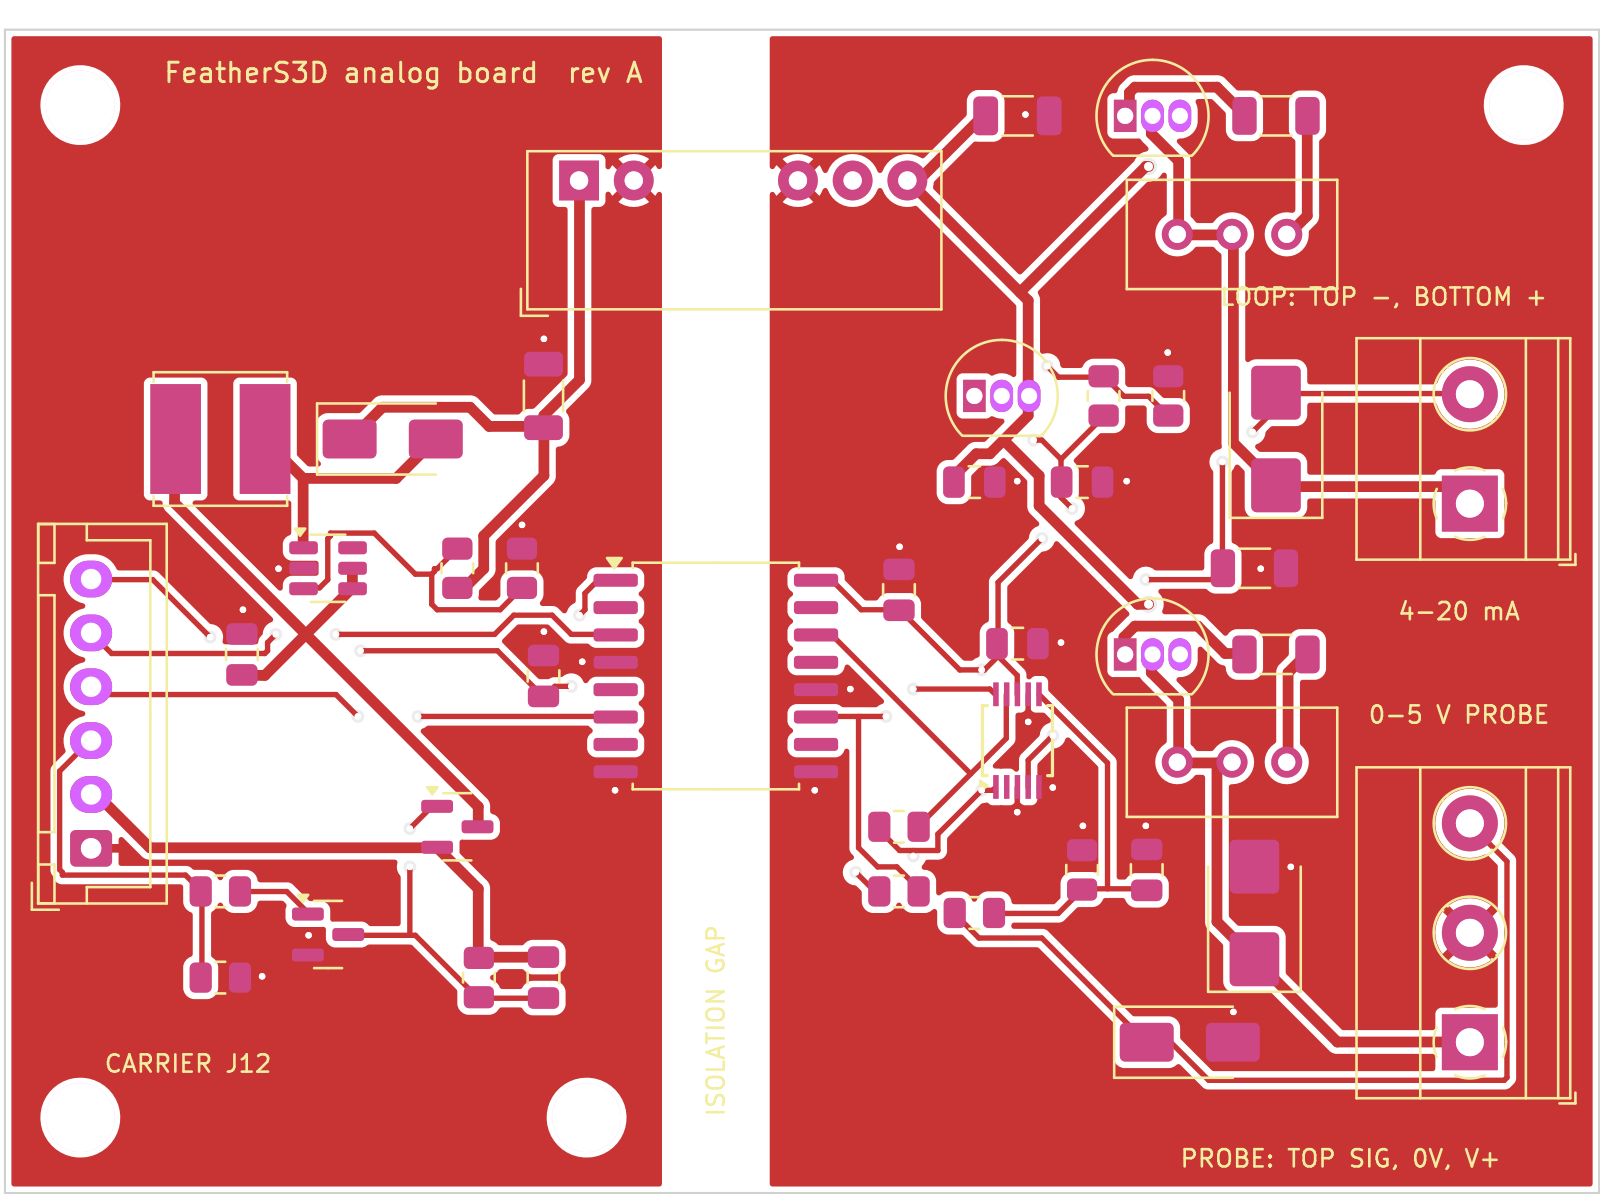 FeatherS3D analog board  rev A
LOOP: TOP -, BOTTOM +
4-20 mA
0-5 V PROBE
ISOLATION GAP
CARRIER J12
PROBE: TOP SIG, 0V, V+